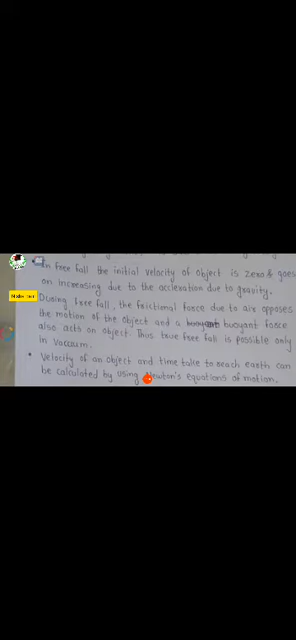 In free fall the initial velocity of object is zero & goes
on increasing due to the accleration due to gravity.
During free fall, the frictional force due to air opposes
the motion of the object and a buoyant buoyant force
also acts on object. Thus true free fall is possible only
in vaccum.
• Velocity of an object and time take to reach earth can
be calculated by using Newton's equations of motion.